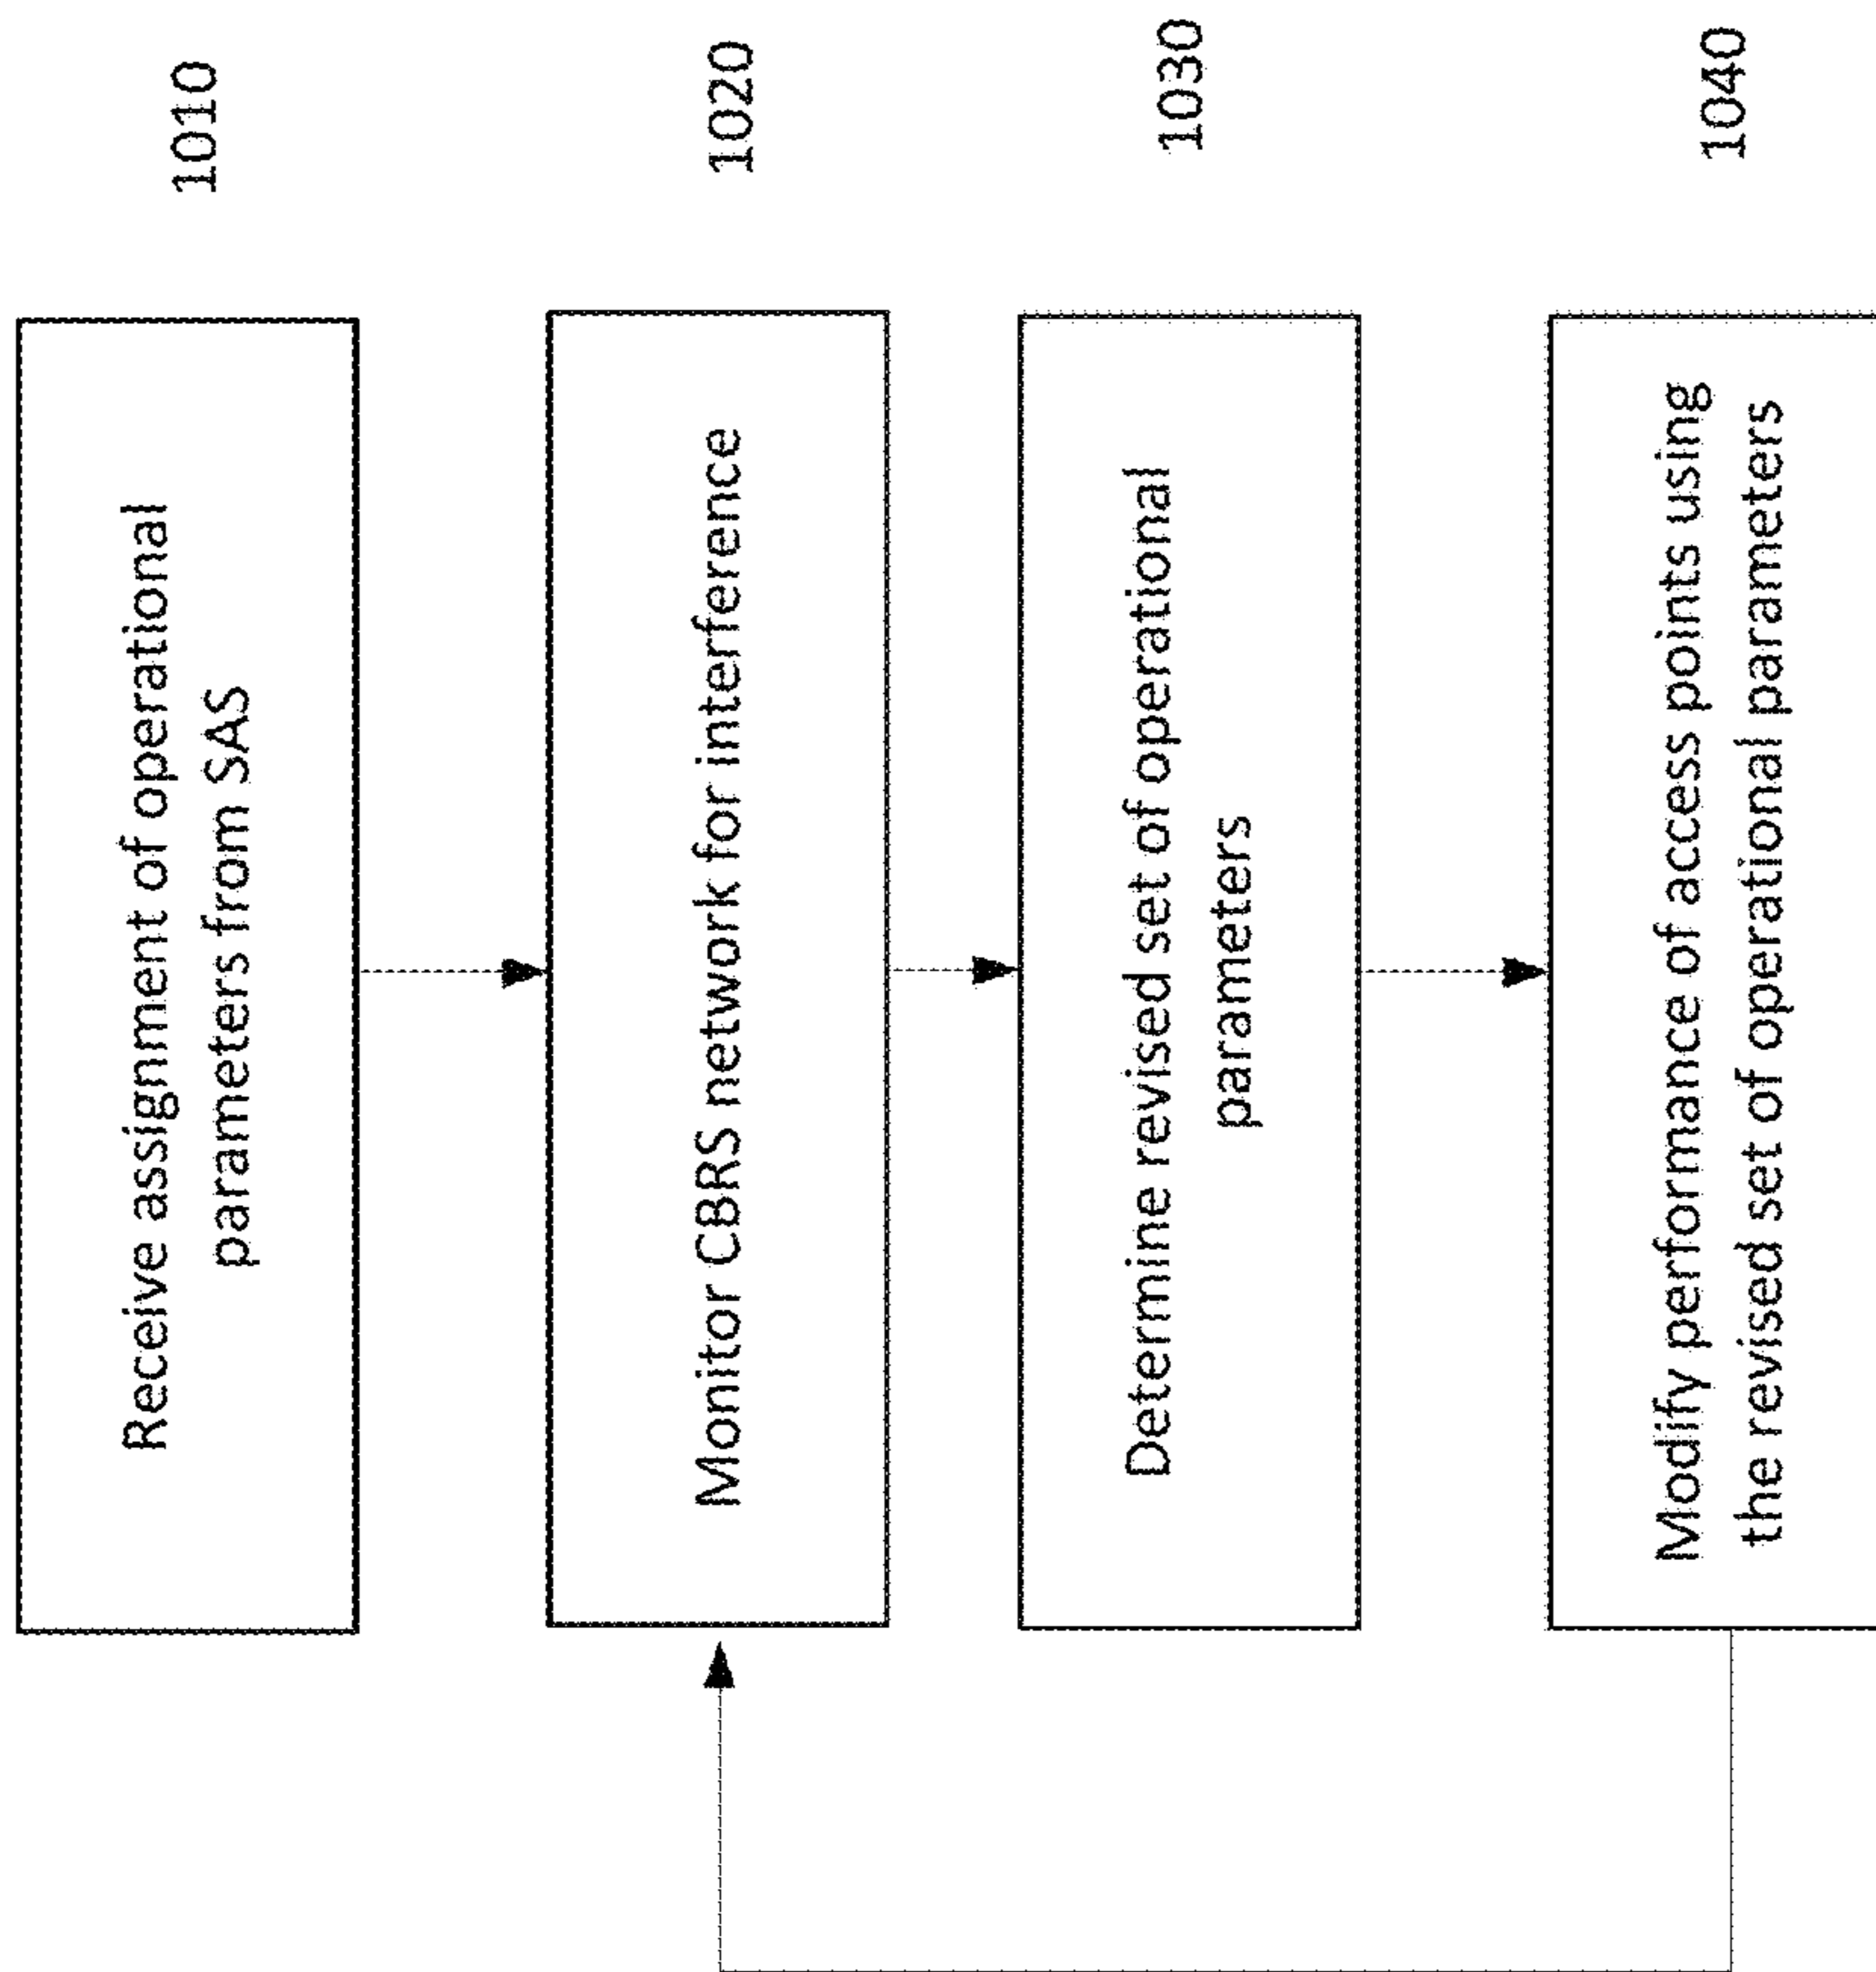 Receive assignment of operational
parameters from SAS
1010
Monitor CBRS network for interference
1020
Determine revised set of operational
parameters
1030
Modify performance of access points using
the revised set of operational parameters
1040